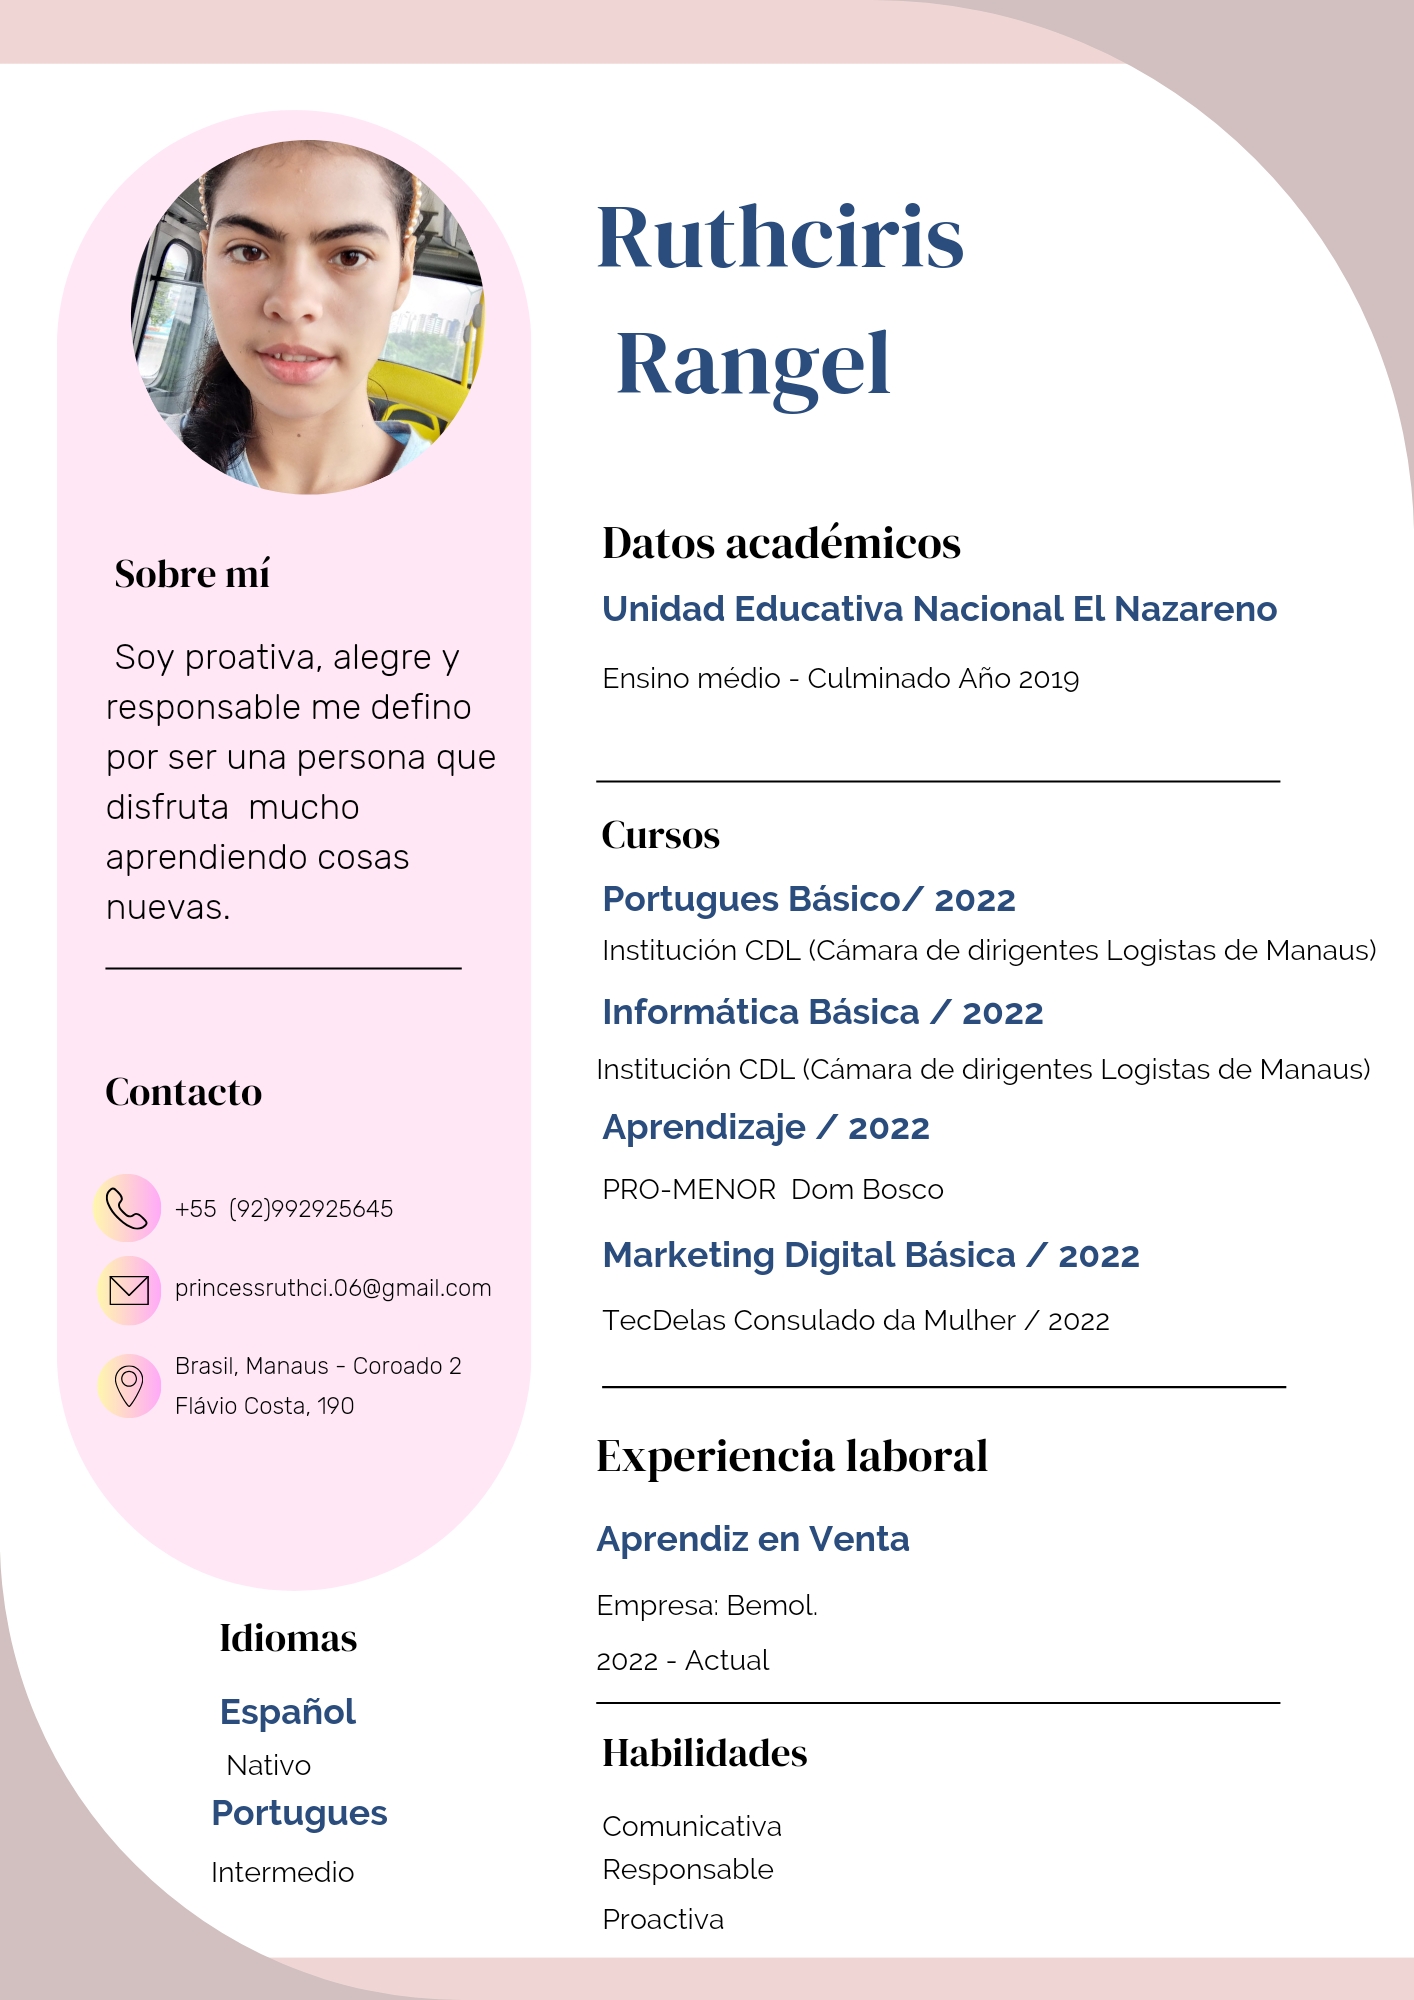 Ruthciris
Rangel
Sobre mí
Soy proativa, alegre y
responsable me defino
por ser una persona que
disfruta  mucho
aprendiendo cosas
nuevas.
Contacto
+55  (92)992925645
princessruthci.06@gmail.com
Brasil, Manaus - Coroado 2
Flávio Costa, 190
Idiomas
Español
Nativo
Portugues
Intermedio
Datos académicos
Unidad Educativa Nacional El Nazareno
Ensino médio - Culminado Año 2019
Cursos
Portugues Básico/ 2022
Institución CDL (Cámara de dirigentes Logistas de Manaus)
Informática Básica / 2022
Institución CDL (Cámara de dirigentes Logistas de Manaus)
Aprendizaje / 2022
PRO-MENOR  Dom Bosco
Marketing Digital Básica / 2022
TecDelas Consulado da Mulher / 2022
Experiencia laboral
Aprendiz en Venta
Empresa: Bemol.
2022 - Actual
Habilidades
Comunicativa
Responsable
Proactiva